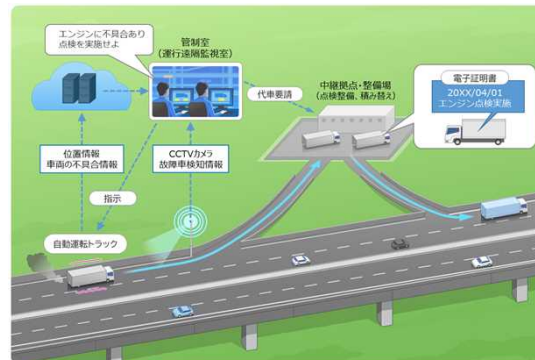 エンジンに不具合あり
点検を実施せよ
管制室
(運行遠隔監視室)
代車要請
中継拠点・整備場
(点検整備、積み替え)
電子証明書
20XX/04/01
エンジン点検実施
位置情報
車両の不具合情報
CCTVカメラ
故障車検知情報
指示
自動運転トラック